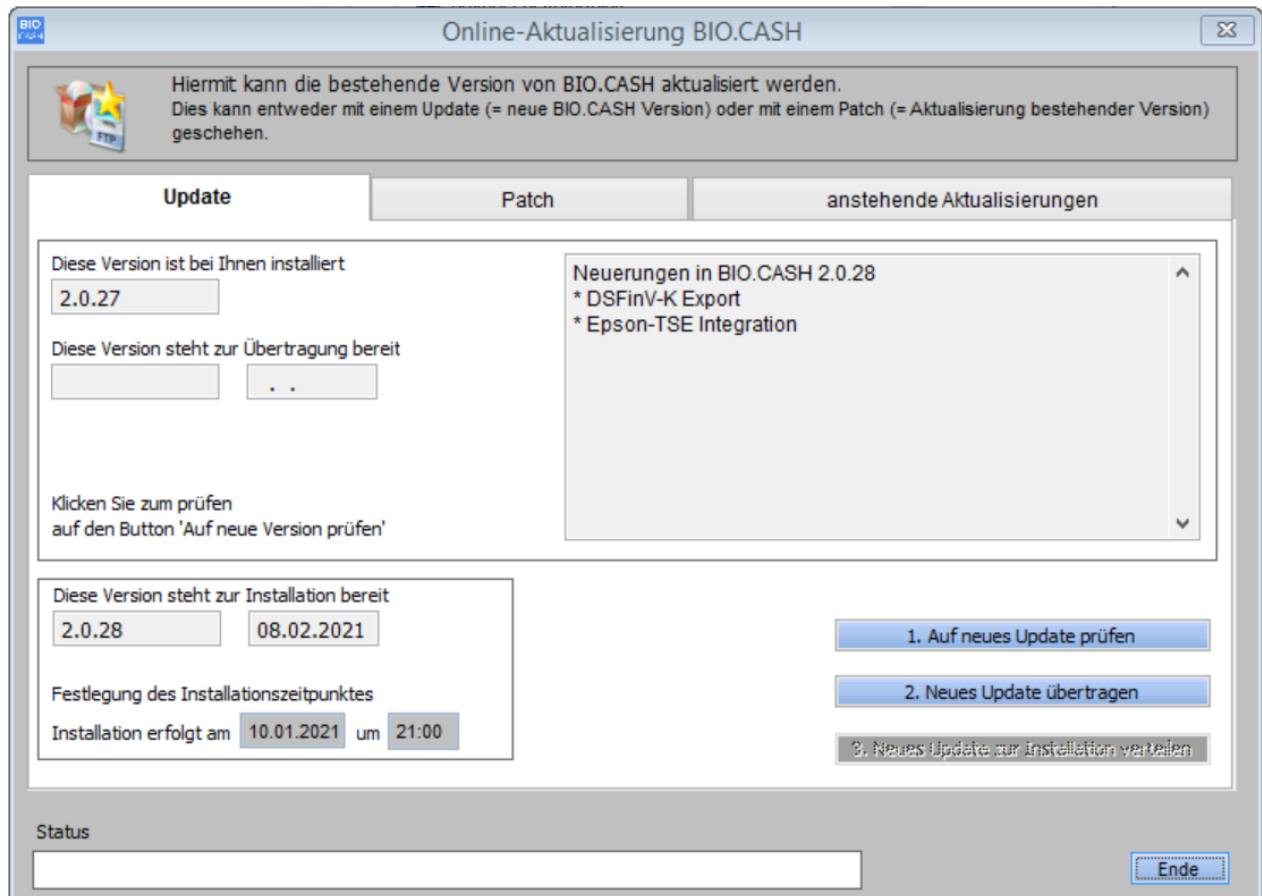 BIO
CASH
Online-Aktualisierung BIO.CASH
FTP
Hiermit kann die bestehende Version von BIO.CASH aktualisiert werden.
Dies kann entweder mit einem Update (= neue BIO.CASH Version) oder mit einem Patch (= Aktualisierung bestehender Version)
geschehen.
Update
Patch
anstehende Aktualisierungen
Diese Version ist bei Ihnen installiert
2.0.27
Diese Version steht zur Übertragung bereit
. .
Klicken Sie zum prüfen
auf den Button 'Auf neue Version prüfen'
Neuerungen in BIO.CASH 2.0.28
* DSFinV-K Export
* Epson-TSE Integration
Diese Version steht zur Installation bereit
2.0.28 08.02.2021
Festlegung des Installationszeitpunktes
Installation erfolgt am 10.01.2021 um 21:00
1. Auf neues Update prüfen
2. Neues Update übertragen
3. Neues Update zur Installation verteilen
Status
Ende